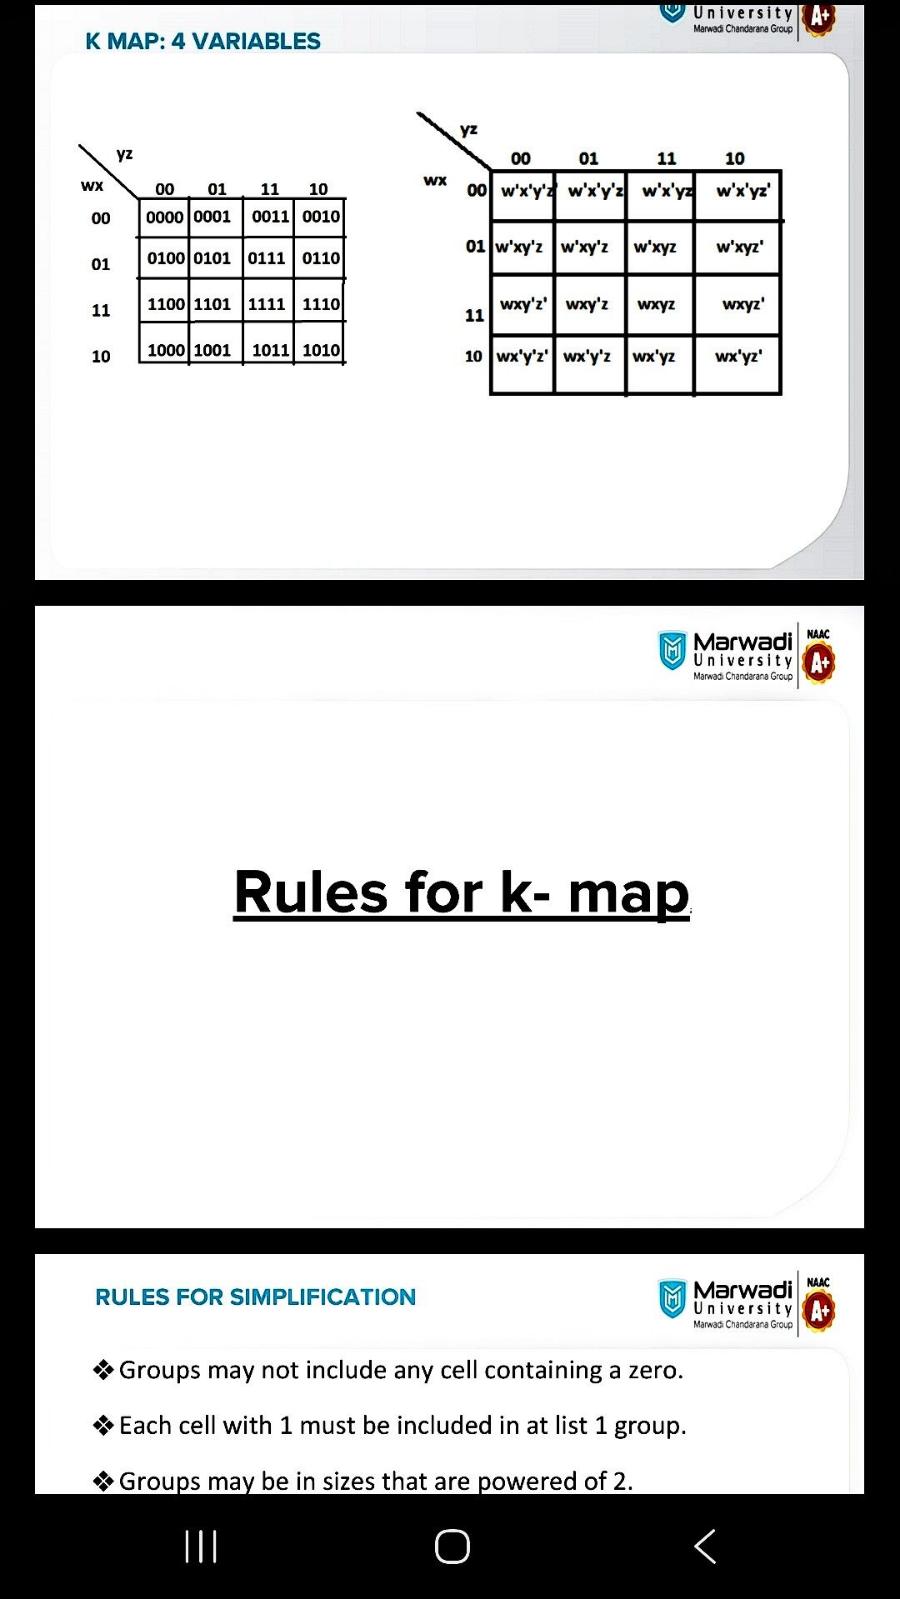 University
Marwadi Chandarana Group
A+
K MAP: 4 VARIABLES
yz
wx
00 01 11 10
00 0000 0001 0011 0010
01 0100 0101 0111 0110
11 1100 1101 1111 1110
10 1000 1001 1011 1010
yz
wx
00 01 11 10
00 w'x'y'z' w'x'y'z w'x'yz w'x'yz'
01 w'xy'z w'xy'z w'xyz w'xyz'
11 wxy'z' wxy'z wxyz wxyz'
10 wx'y'z' wx'y'z wx'yz wx'yz'
Marwadi
University
Marwadi Chandarana Group
NAAC
A+
Rules for k- map
RULES FOR SIMPLIFICATION
Marwadi
University
Marwadi Chandarana Group
NAAC
A+
❖ Groups may not include any cell containing a zero.
❖ Each cell with 1 must be included in at list 1 group.
❖ Groups may be in sizes that are powered of 2.